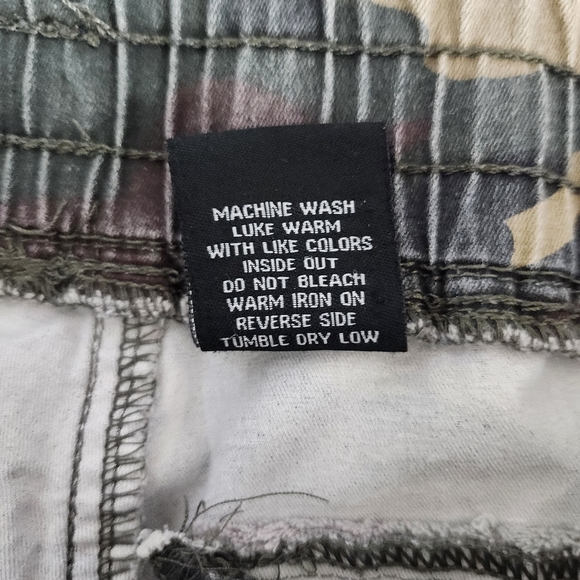 MACHINE WASH
LUKE WARM
WITH LIKE COLORS
INSIDE OUT
DO NOT BLEACH
WARM IRON ON
REVERSE SIDE
TUMBLE DRY LOW